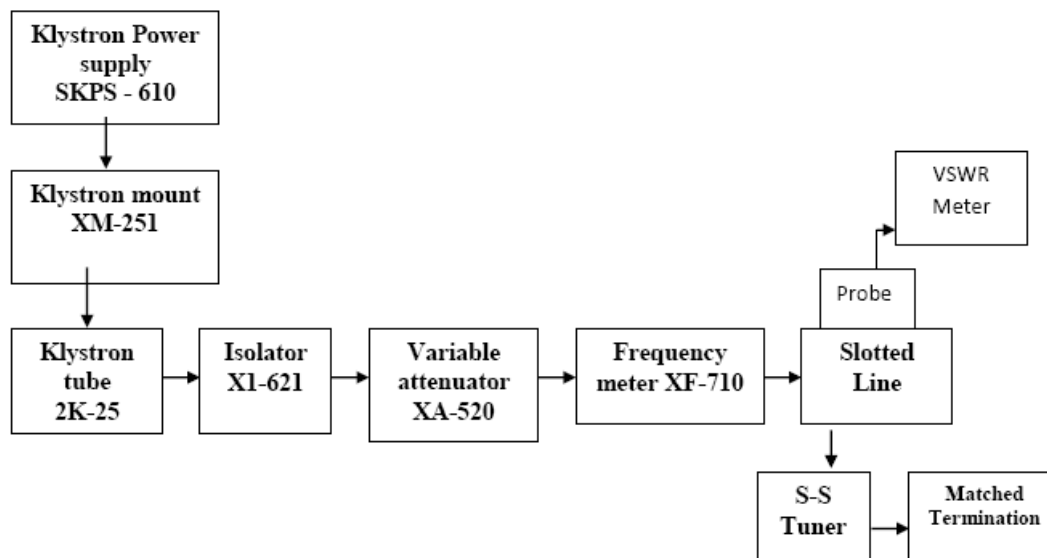 Klystron Power
supply
SKPS - 610
Klystron mount
XM-251
VSWR
Meter
Probe
Klystron
tube
2K-25
Isolator
X1-621
Variable
attenuator
XA-520
Frequency
meter XF-710
Slotted
Line
S-S
Tuner
Matched
Termination